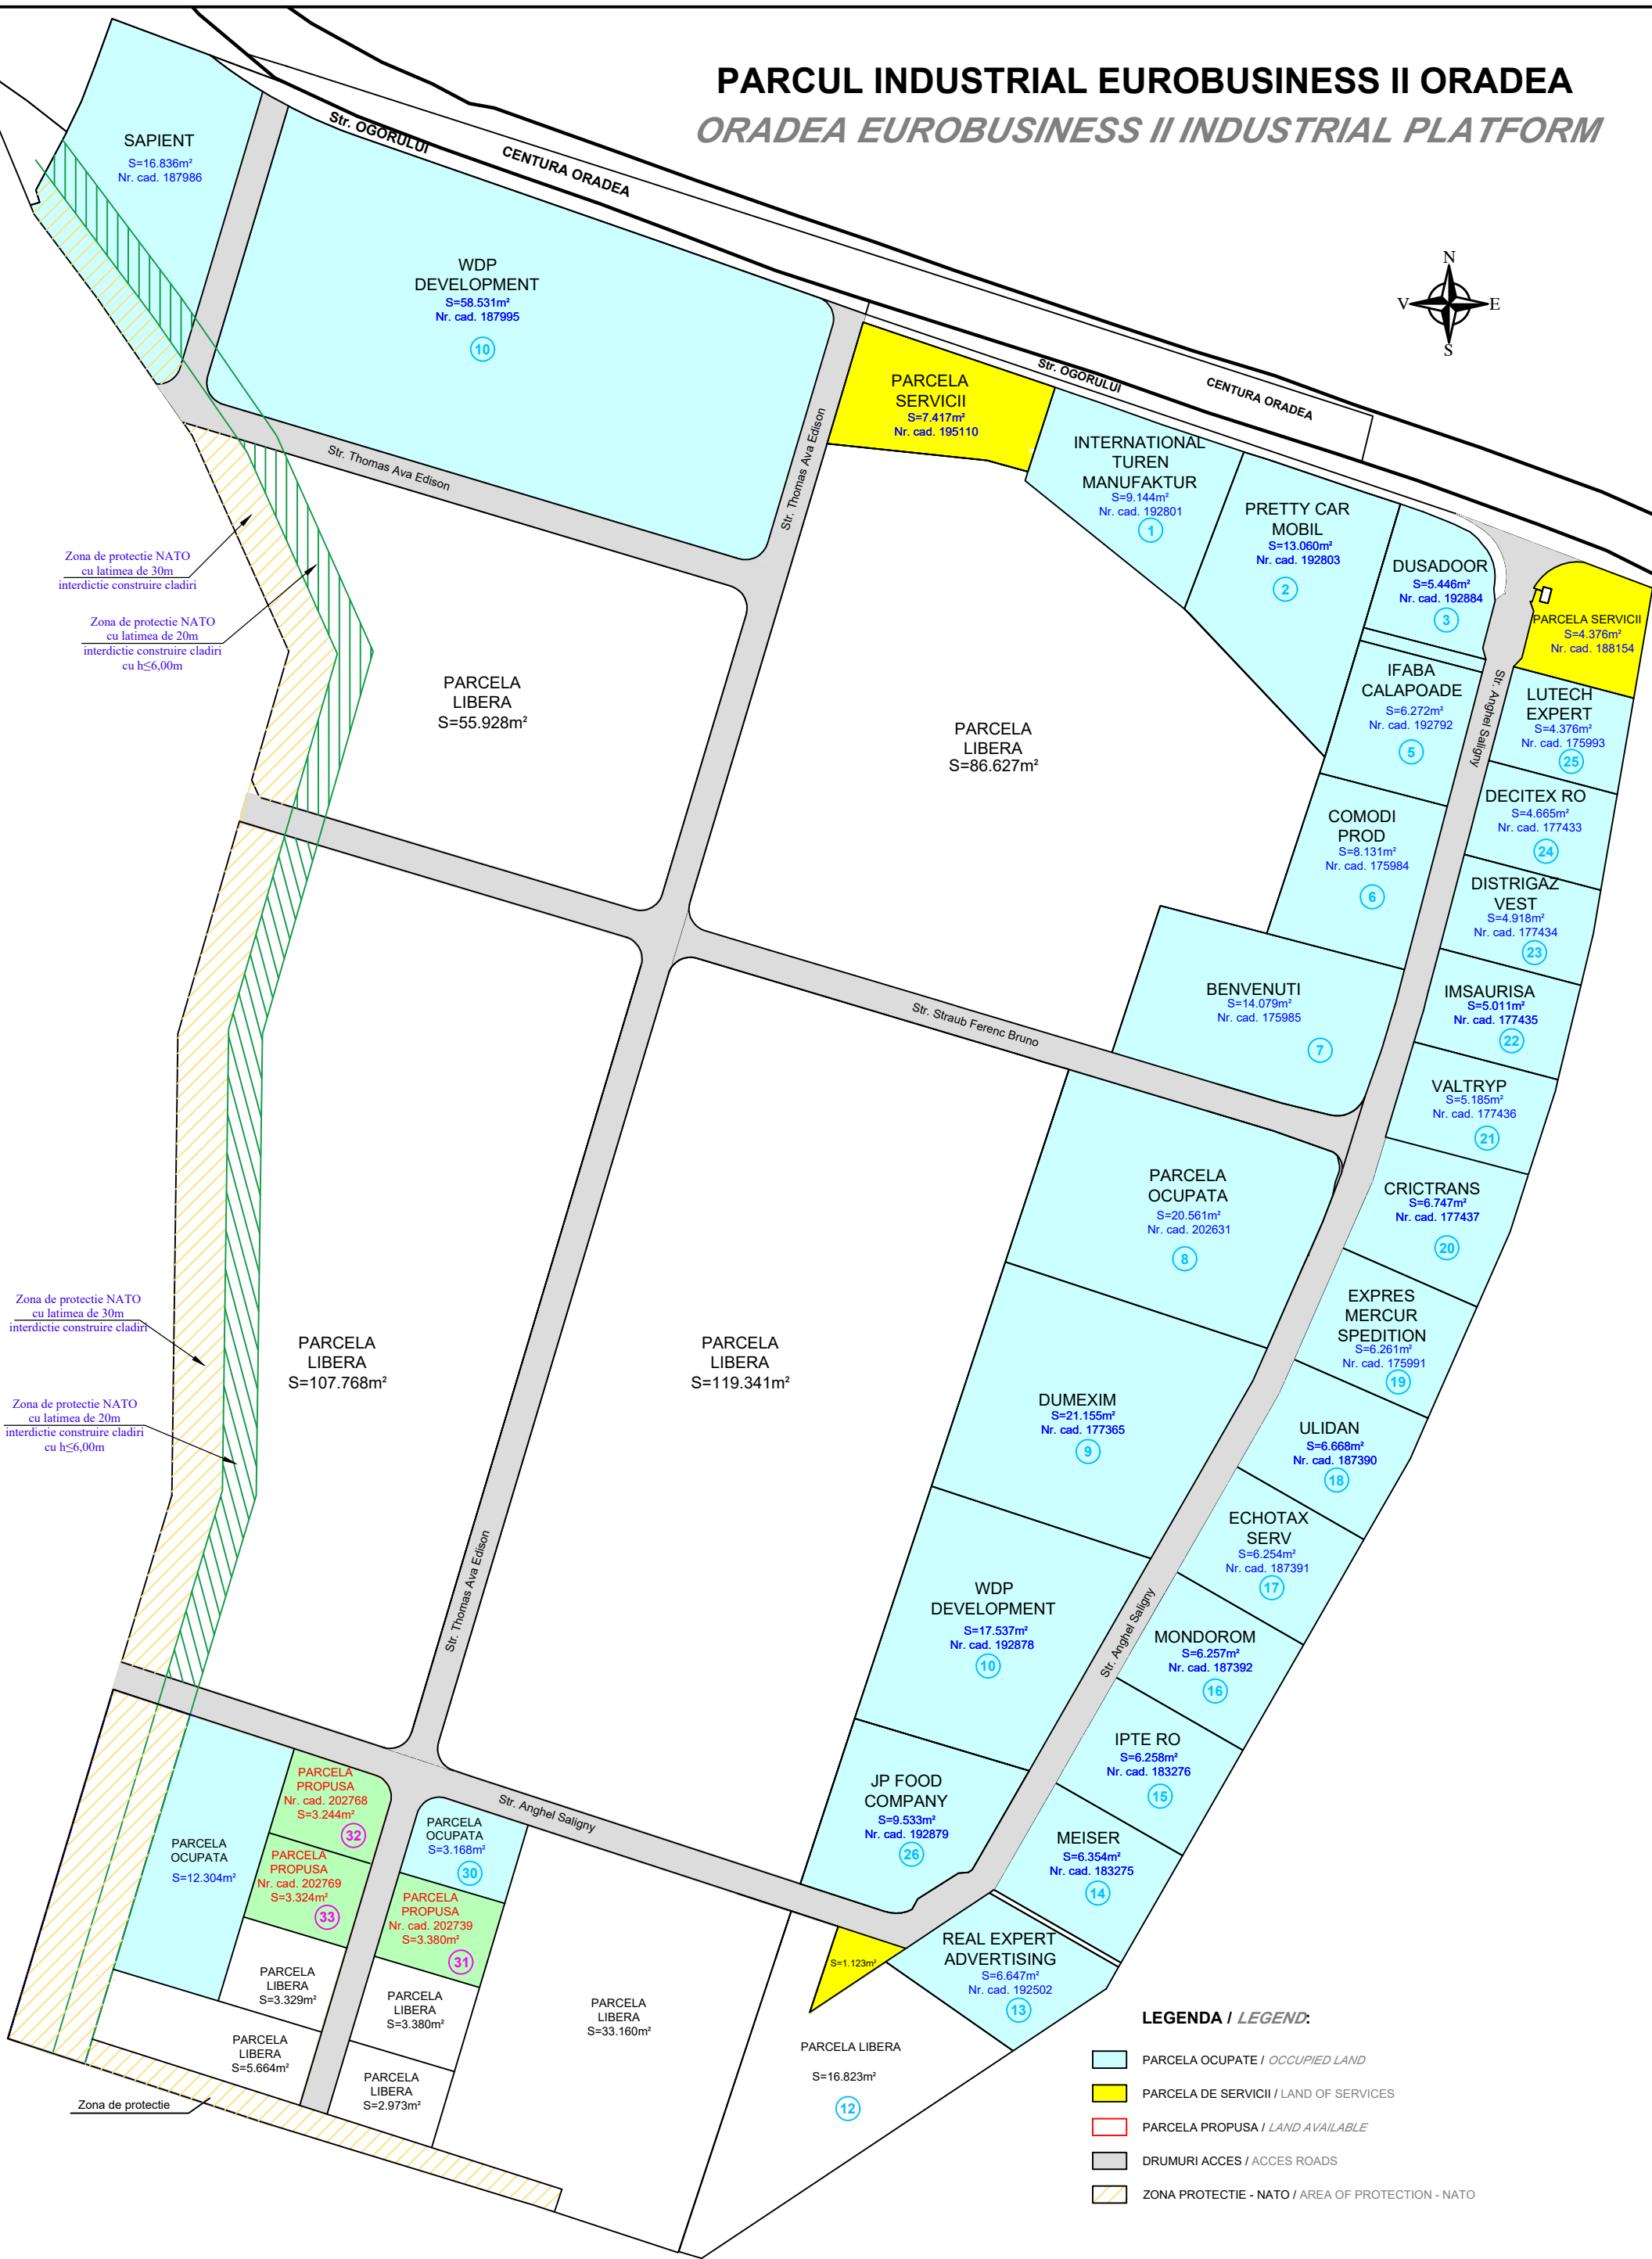 PARCUL INDUSTRIAL EUROBUSINESS II ORADEA
ORADEA EUROBUSINESS II INDUSTRIAL PLATFORM
Str. OGORULUI
CENTURA ORADEA
SAPIENT
S=16.836m²
Nr. cad. 187986
WDP
DEVELOPMENT
S=58.531m²
Nr. cad. 187995
10
N
V
E
S
Str. OGORULUI
CENTURA ORADEA
PARCELA
SERVICII
S=7.417m²
Nr. cad. 195110
Str. Thomas Ava Edison
Str. Thomas Ava Edison
INTERNATIONAL
TUREN
MANUFAKTUR
S=9.144m²
Nr. cad. 192801
1
PRETTY CAR
MOBIL
S=13.060m²
Nr. cad. 192803
2
DUSADOOR
S=5.446m²
Nr. cad. 192884
3
PARCELA SERVICII
S=4.376m²
Nr. cad. 188154
Zona de protectie NATO
cu latimea de 30m
interdictie construire cladiri
Zona de protectie NATO
cu latimea de 20m
interdictie construire cladiri
cu h≤6,00m
PARCELA
LIBERA
S=55.928m²
PARCELA
LIBERA
S=86.627m²
IFABA
CALAPOADE
S=6.272m²
Nr. cad. 192792
5
Str. Anghel Saligny
LUTECH
EXPERT
S=4.376m²
Nr. cad. 175993
25
COMODI
PROD
S=8.131m²
Nr. cad. 175984
6
DECITEX RO
S=4.665m²
Nr. cad. 177433
24
DISTRIGAZ
VEST
S=4.918m²
Nr. cad. 177434
23
BENVENUTI
S=14.079m²
Nr. cad. 175985
7
IMSAURISA
S=5.011m²
Nr. cad. 177435
22
Str. Straub Ferenc Bruno
VALTRYP
S=5.185m²
Nr. cad. 177436
21
PARCELA
OCUPATA
S=20.561m²
Nr. cad. 202631
8
CRICTRANS
S=6.747m²
Nr. cad. 177437
20
Zona de protectie NATO
cu latimea de 30m
interdictie construire cladiri
Zona de protectie NATO
cu latimea de 20m
interdictie construire cladiri
cu h≤6,00m
PARCELA
LIBERA
S=107.768m²
PARCELA
LIBERA
S=119.341m²
EXPRES
MERCUR
SPEDITION
S=6.261m²
Nr. cad. 175991
19
DUMEXIM
S=21.155m²
Nr. cad. 177365
9
ULIDAN
S=6.668m²
Nr. cad. 187390
18
Str. Thomas Ava Edison
ECHOTAX
SERV
S=6.254m²
Nr. cad. 187391
17
WDP
DEVELOPMENT
S=17.537m²
Nr. cad. 192878
10
Str. Anghel Saligny
MONDOROM
S=6.257m²
Nr. cad. 187392
16
IPTE RO
S=6.258m²
Nr. cad. 183276
15
JP FOOD
COMPANY
S=9.533m²
Nr. cad. 192879
26
MEISER
S=6.354m²
Nr. cad. 183275
14
Str. Anghel Saligny
PARCELA
PROPUSA
Nr. cad. 202768
S=3.244m²
32
PARCELA
OCUPATA
S=12.304m²
PARCELA
OCUPATA
S=3.168m²
30
PARCELA
PROPUSA
Nr. cad. 202769
S=3.324m²
33
PARCELA
PROPUSA
Nr. cad. 202739
S=3.380m²
31
REAL EXPERT
ADVERTISING
S=6.647m²
Nr. cad. 192502
13
S=1.123m²
PARCELA
LIBERA
S=3.329m²
PARCELA
LIBERA
S=3.380m²
PARCELA
LIBERA
S=33.160m²
PARCELA
LIBERA
S=5.664m²
PARCELA
LIBERA
S=2.973m²
PARCELA LIBERA
S=16.823m²
12
Zona de protectie
LEGENDA / LEGEND:
PARCELA OCUPATE / OCCUPIED LAND
PARCELA DE SERVICII / LAND OF SERVICES
PARCELA PROPUSA / LAND AVAILABLE
DRUMURI ACCES / ACCES ROADS
ZONA PROTECTIE - NATO / AREA OF PROTECTION - NATO